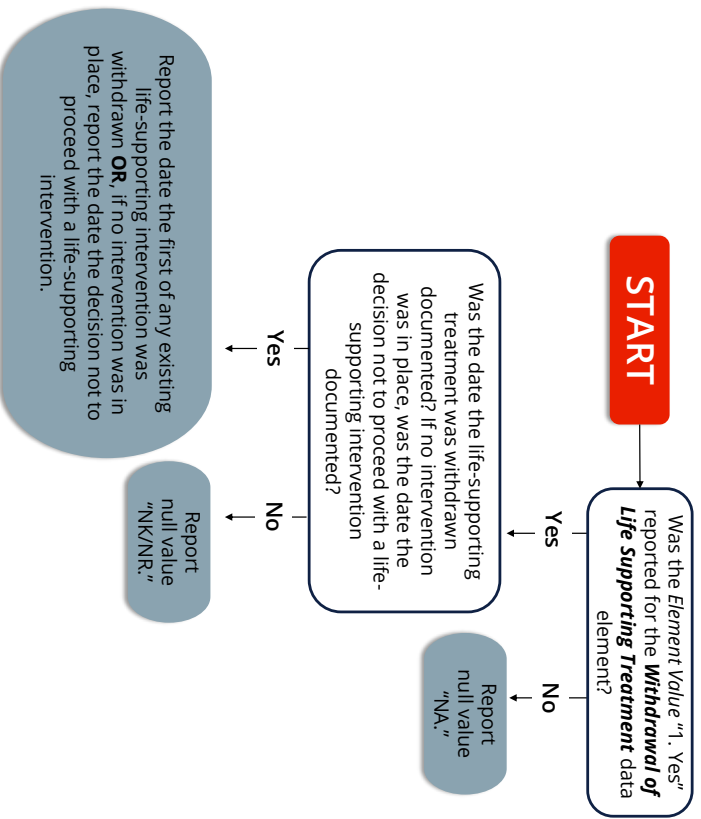 START
Was the Element Value “1. Yes”
reported for the Withdrawal of
Life Supporting Treatment data
element?
Yes
No
Was the date the life-supporting
treatment was withdrawn
documented? If no intervention
was in place, was the date the
decision not to proceed with a life-
supporting intervention
documented?
Report
null value
“NA.”
Yes
No
Report the date the first of any existing
life-supporting intervention was
withdrawn OR, if no intervention was in
place, report the date the decision not to
proceed with a life-supporting
intervention.
Report
null value
“NK/NR.”